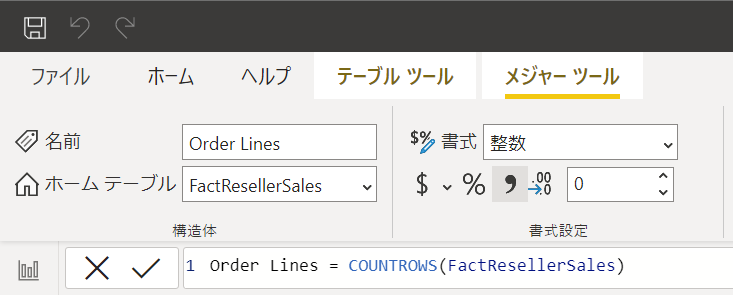 ファイル ホーム ヘルプ テーブル ツール メジャー ツール
名前 Order Lines $% 書式 整数
ホーム テーブル FactResellerSales $ % , .00 .0 0
構造体 書式設定
1 Order Lines = COUNTROWS(FactResellerSales)